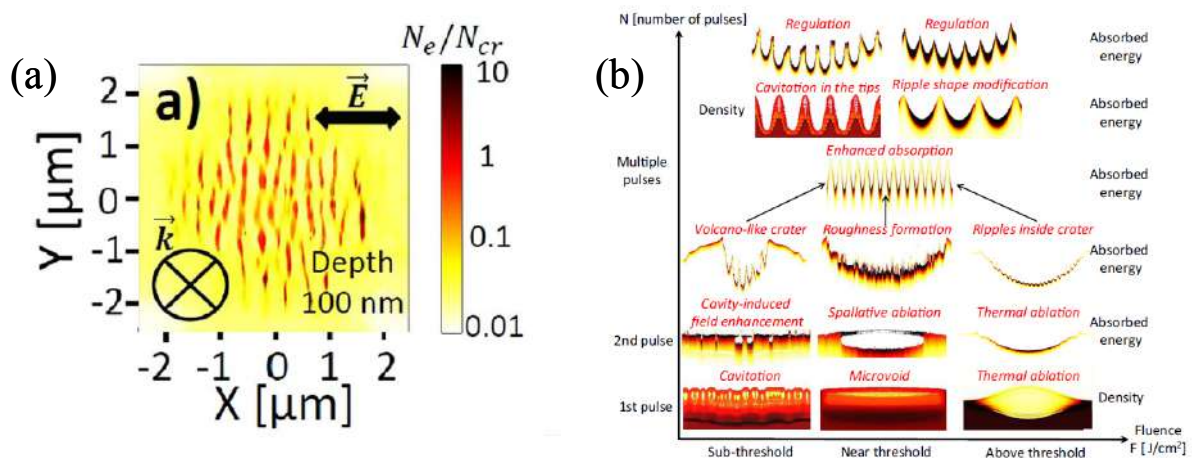 (a)
a)
N_e/N_cr
10
1
0.1
0.01
E
k
Depth
100 nm
Y [μm]
2
1
0
-1
-2
-2 -1 0 1 2
X [μm]
(b)
N [number of pulses]
Regulation Regulation Absorbed
energy
Cavitation in the tips Ripple shape modification
Density Absorbed
energy
Enhanced absorption
Multiple
pulses
Absorbed
energy
Volcano-like crater Roughness formation Ripples inside crater
Absorbed
energy
Cavity-induced
field enhancement Spallative ablation Thermal ablation
2nd pulse Absorbed
energy
Cavitation Microvoid Thermal ablation
1st pulse Density
Fluence
F [J/cm²]
Sub-threshold Near threshold Above threshold